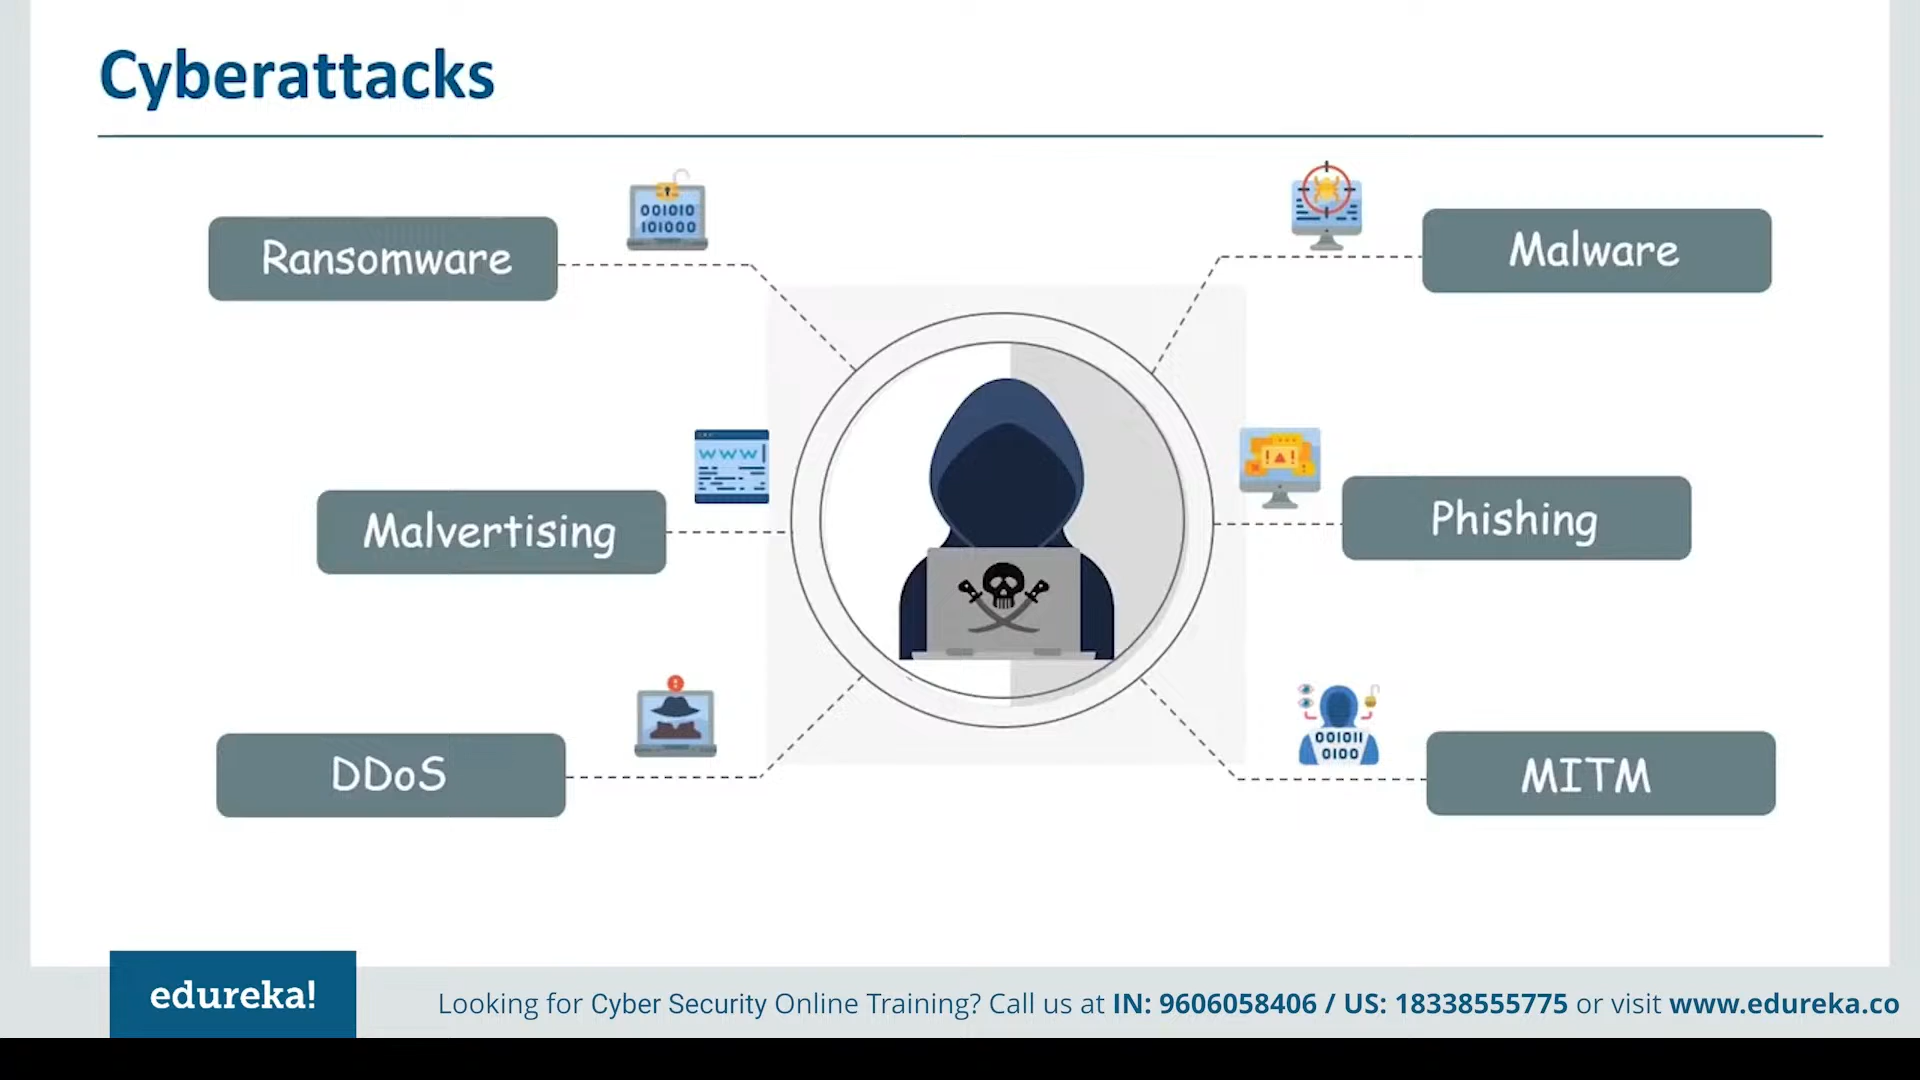 Cyberattacks
001010
101000
Ransomware
Malware
www
Malvertising
Phishing
DDoS
001011
0100
MITM
edureka!
Looking for Cyber Security Online Training? Call us at IN: 9606058406 / US: 18338555775 or visit www.edureka.co